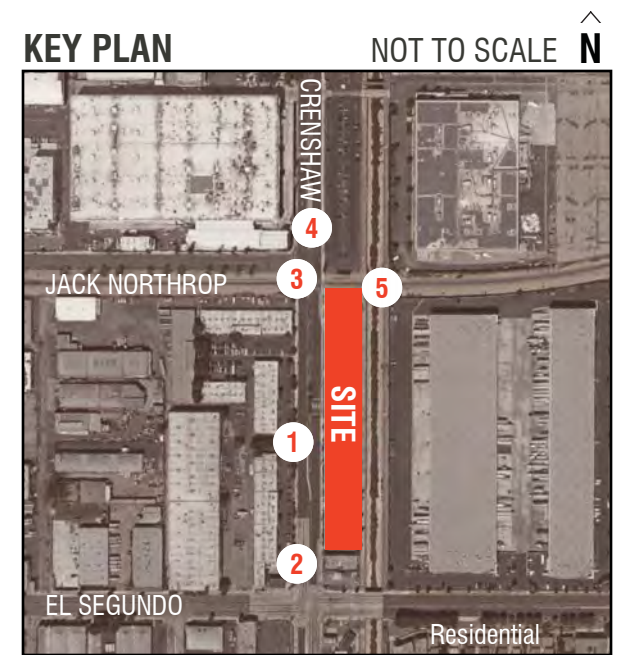 KEY PLAN
NOT TO SCALE N
CRENSHAW
4
JACK NORTHROP
3
5
SITE
1
2
EL SEGUNDO
Residential